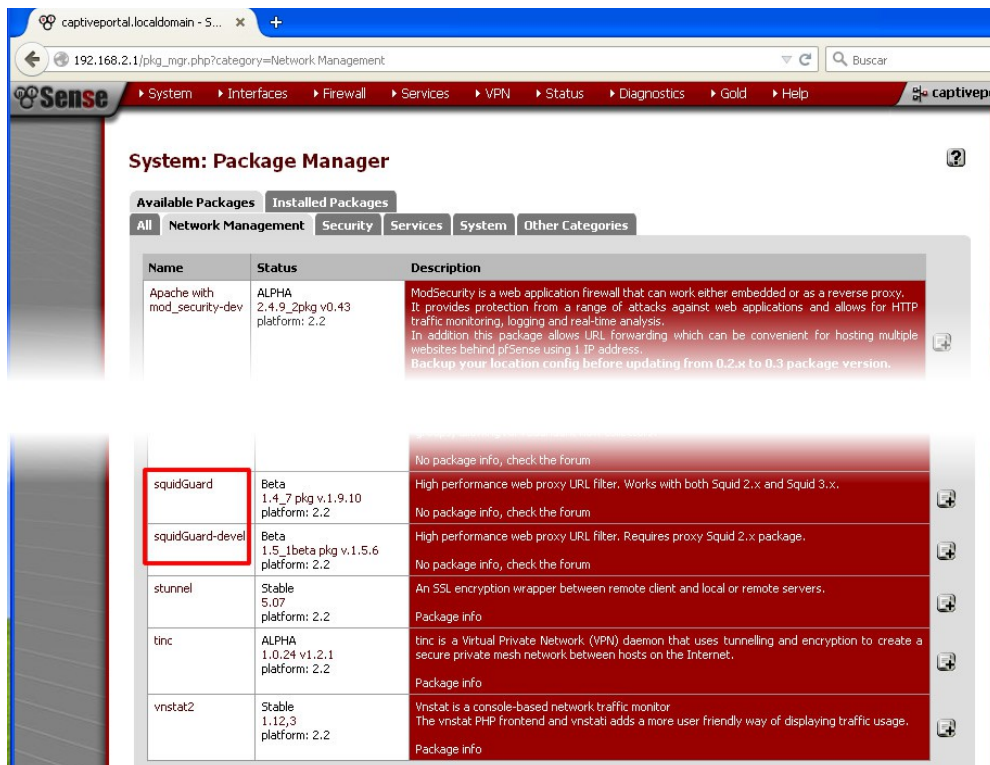 captiveportal.localdomain - S...
192.168.2.1/pkg_mgr.php?category=Network Management
Buscar
Sense
System
Interfaces
Firewall
Services
VPN
Status
Diagnostics
Gold
Help
captivep
System: Package Manager
Available Packages
Installed Packages
All
Network Management
Security
Services
System
Other Categories
Name
Status
Description
Apache with
mod_security-dev
ALPHA
2.4.9_2pkg v0.43
platform: 2.2
ModSecurity is a web application firewall that can work either embedded or as a reverse proxy.
It provides protection from a range of attacks against web applications and allows for HTTP
traffic monitoring, logging and real-time analysis.
In addition this package allows URL forwarding which can be convenient for hosting multiple
websites behind pfSense using 1 IP address.
Backup your location config before updating from 0.2.x to 0.3 package version.
No package info, check the forum
squidGuard
Beta
1.4_7 pkg v.1.9.10
platform: 2.2
High performance web proxy URL filter. Works with both Squid 2.x and Squid 3.x.
No package info, check the forum
squidGuard-devel
Beta
1.5_1beta pkg v.1.5.6
platform: 2.2
High performance web proxy URL filter. Requires proxy Squid 2.x package.
No package info, check the forum
stunnel
Stable
5.07
platform: 2.2
An SSL encryption wrapper between remote client and local or remote servers.
Package info
tinc
ALPHA
1.0.24 v1.2.1
platform: 2.2
tinc is a Virtual Private Network (VPN) daemon that uses tunnelling and encryption to create a
secure private mesh network between hosts on the Internet.
Package info
vnstat2
Stable
1.12,3
platform: 2.2
Vnstat is a console-based network traffic monitor
The vnstat PHP frontend and vnstati adds a more user friendly way of displaying traffic usage.
Package info